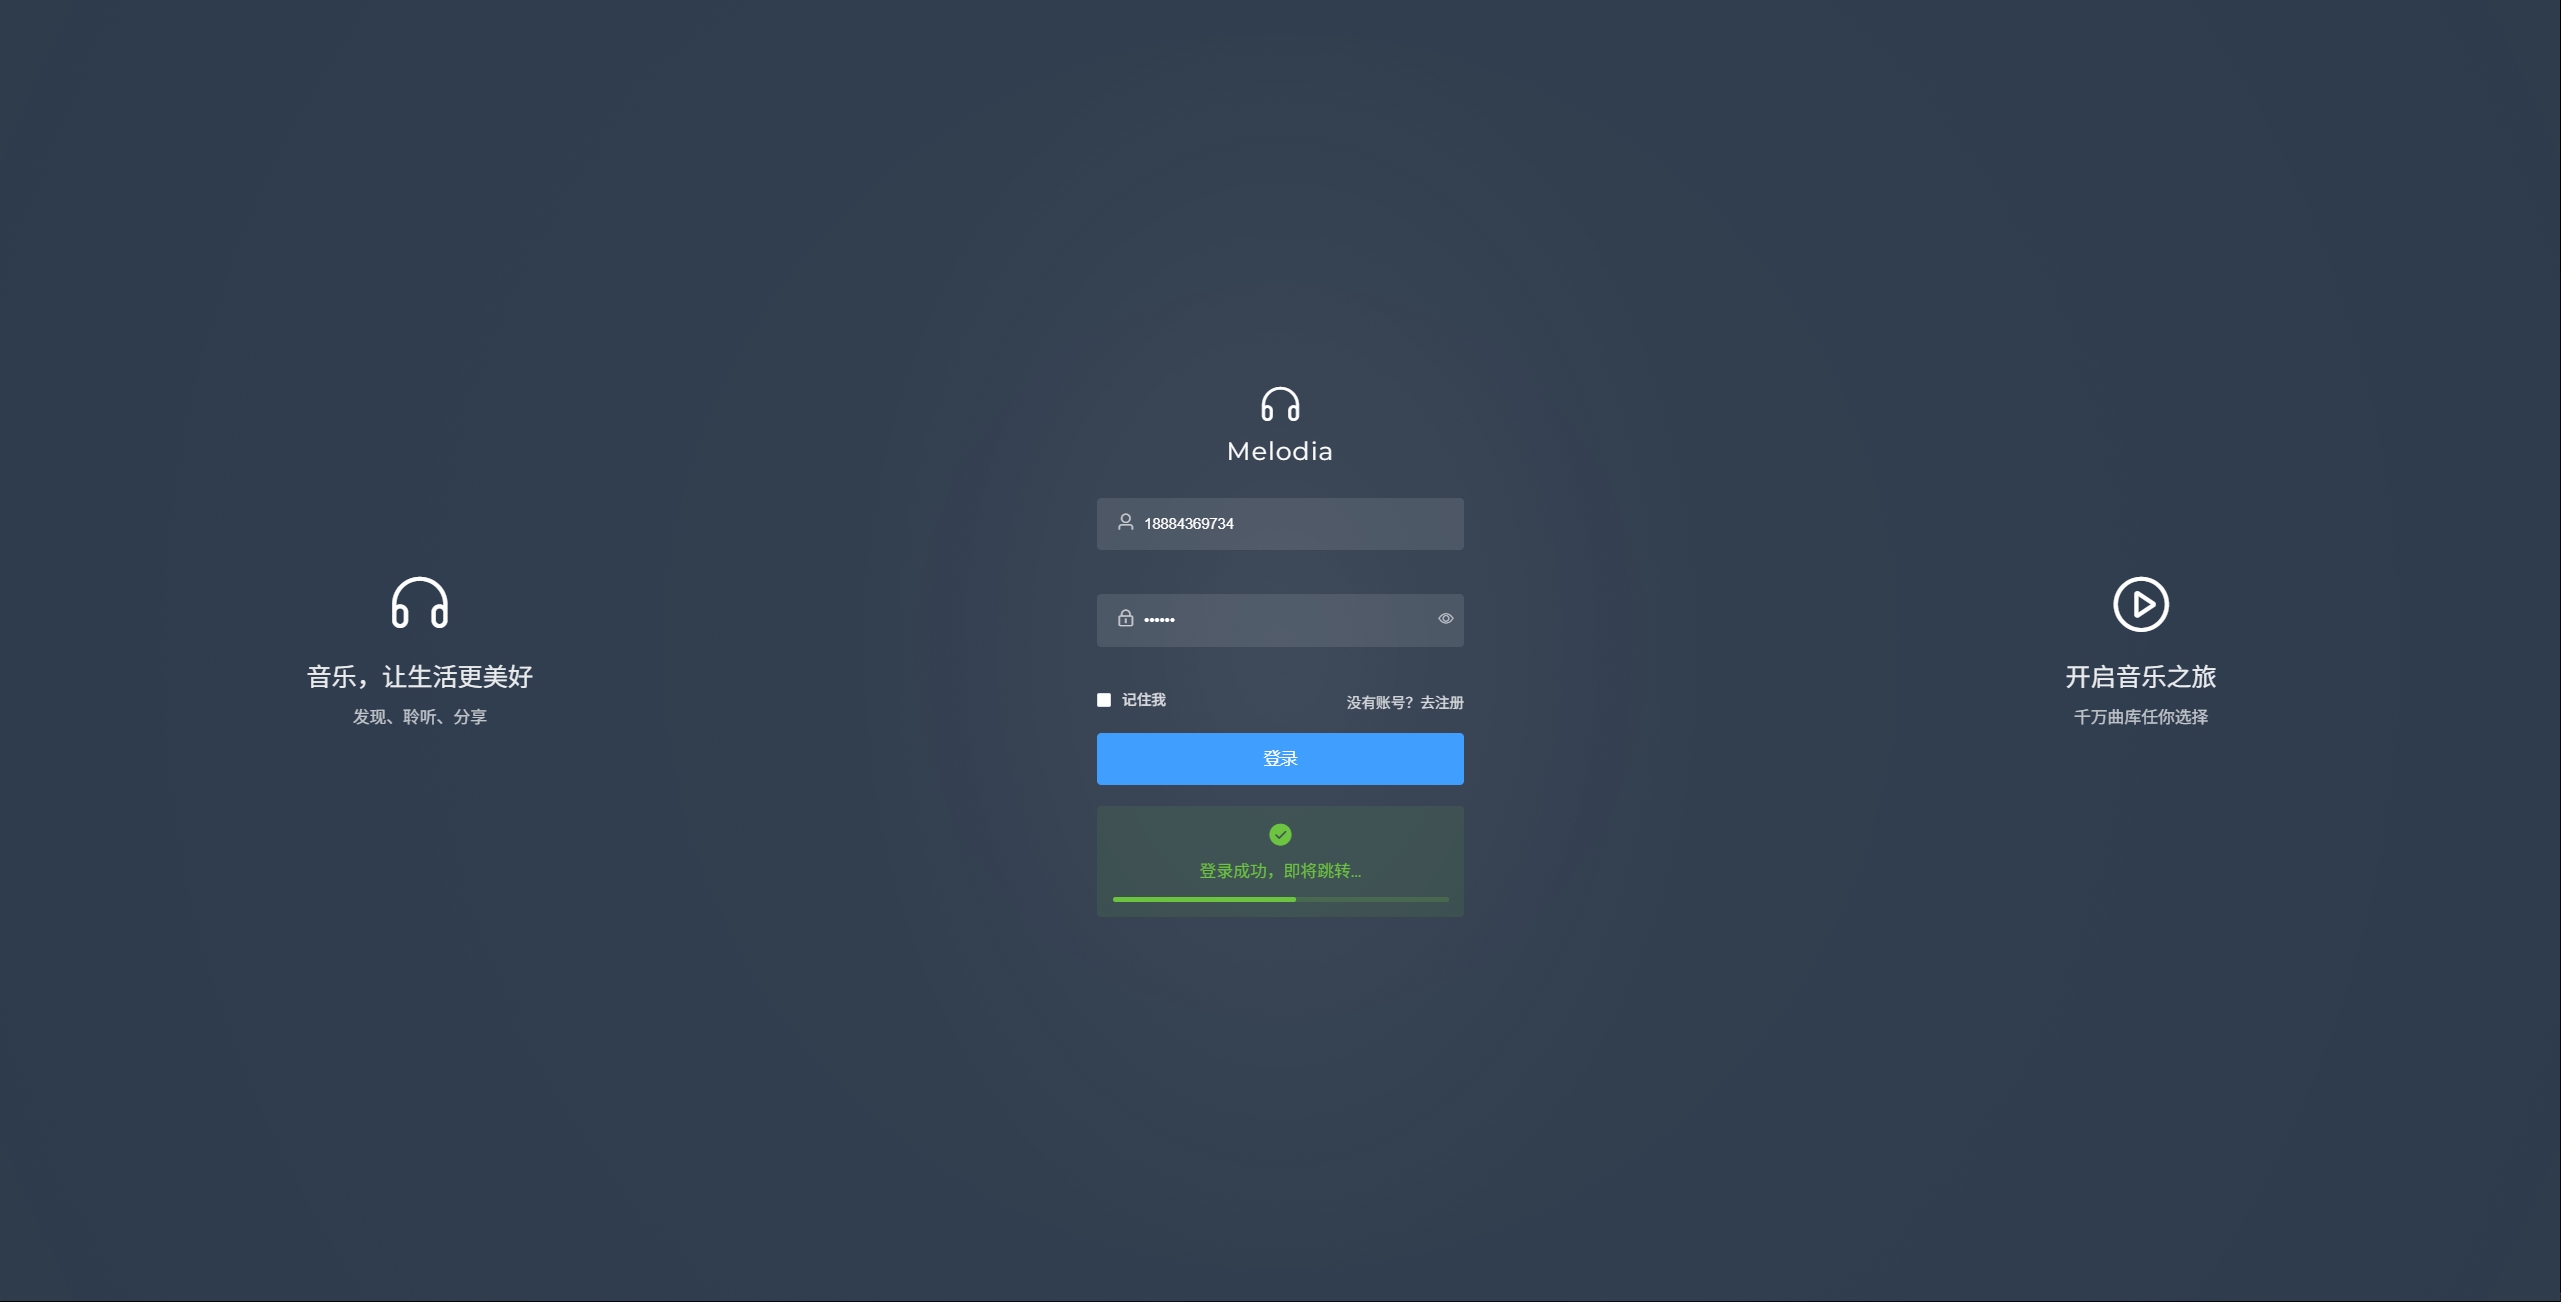 Melodia
18884369734
••••••
记住我
没有账号？去注册
登录
登录成功，即将跳转...
音乐，让生活更美好
发现、聆听、分享
开启音乐之旅
千万曲库任你选择